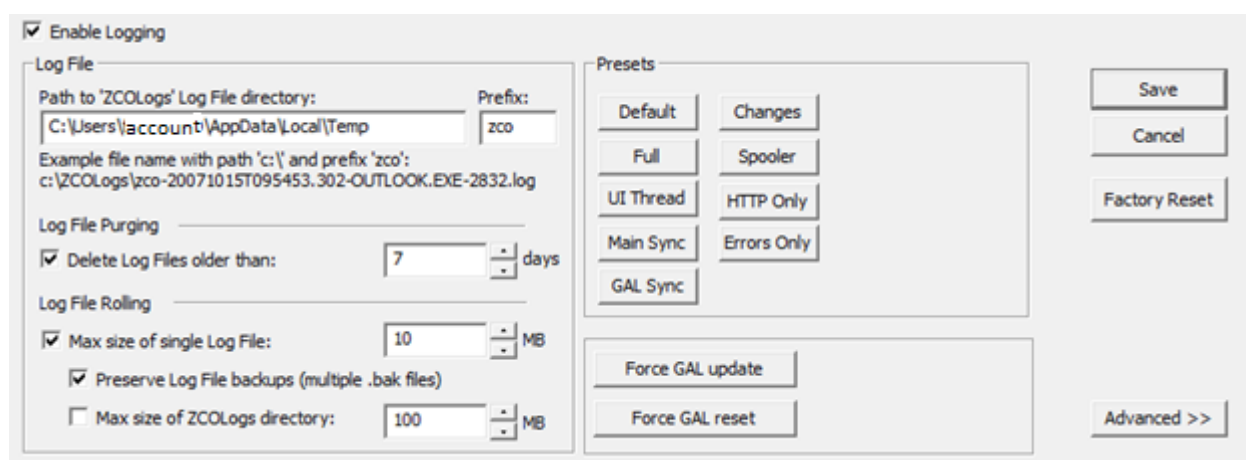 Enable Logging
Log File
Path to 'ZCOLogs' Log File directory: Prefix:
C:\Users\account\AppData\Local\Temp zco
Example file name with path 'c:\' and prefix 'zco':
c:\ZCOLogs\zco-20071015T095453.302-OUTLOOK.EXE-2832.log
Log File Purging
Delete Log Files older than: 7 days
Log File Rolling
Max size of single Log File: 10 MB
Preserve Log File backups (multiple .bak files)
Max size of ZCOLogs directory: 100 MB
Presets
Default Changes
Full Spooler
UI Thread HTTP Only
Main Sync Errors Only
GAL Sync
Force GAL update
Force GAL reset
Save
Cancel
Factory Reset
Advanced >>